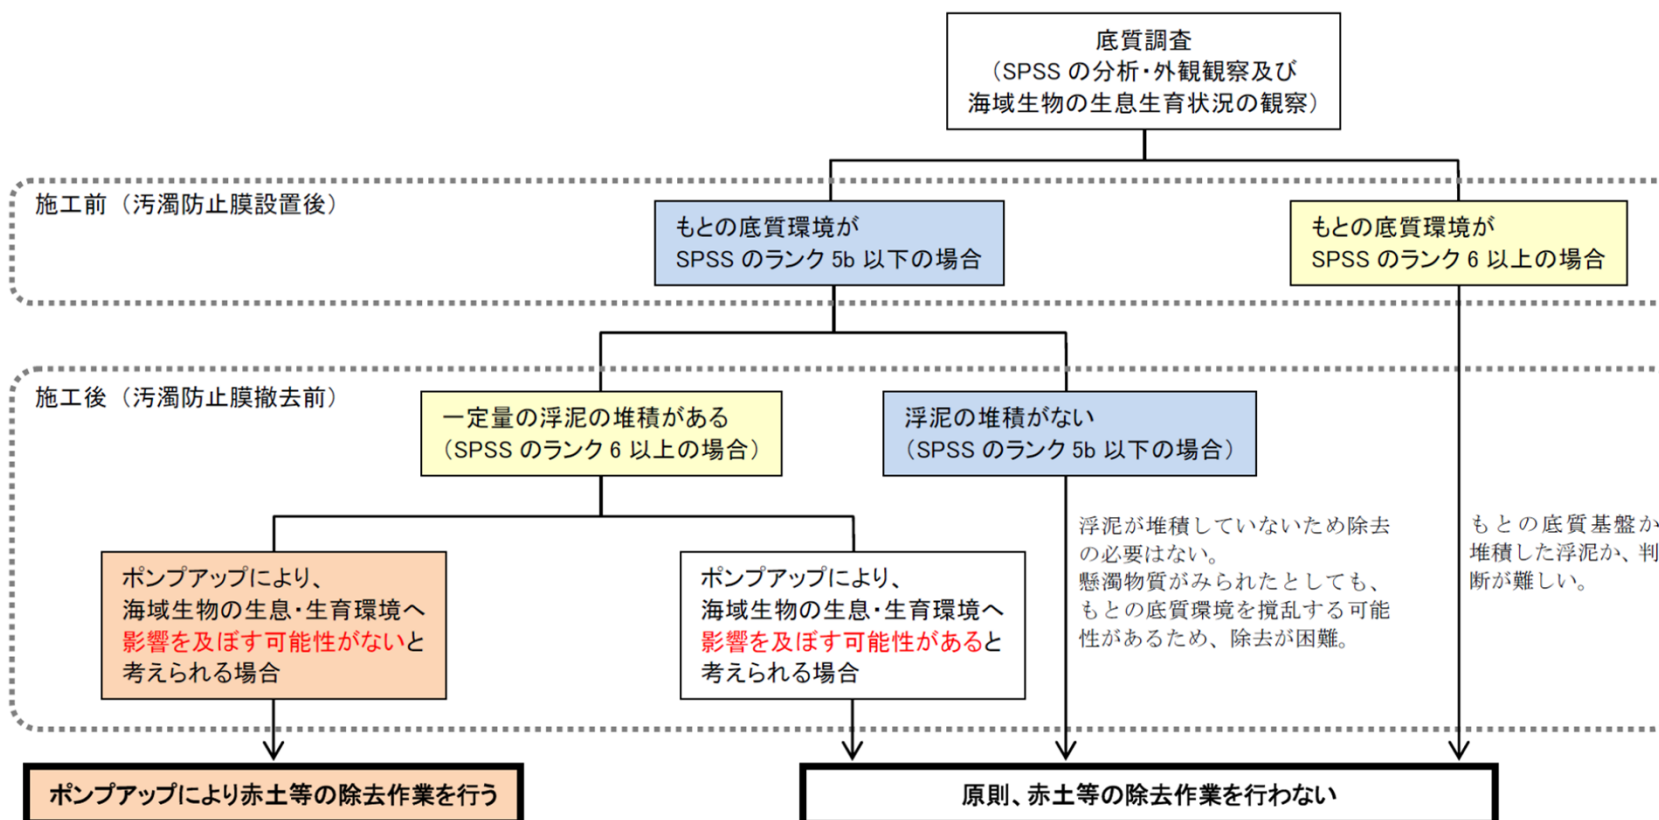 底質調査
（SPSS の分析・外観観察及び
海域生物の生息生育状況の観察）
施工前（汚濁防止膜設置後）
もとの底質環境が
SPSS のランク 5b 以下の場合
もとの底質環境が
SPSS のランク 6 以上の場合
施工後（汚濁防止膜撤去前）
一定量の浮泥の堆積がある
（SPSS のランク 6 以上の場合）
浮泥の堆積がない
（SPSS のランク 5b 以下の場合）
ポンプアップにより、
海域生物の生息・生育環境へ
影響を及ぼす可能性がないと
考えられる場合
ポンプアップにより、
海域生物の生息・生育環境へ
影響を及ぼす可能性があると
考えられる場合
浮泥が堆積していないため除去
の必要はない。
懸濁物質がみられたとしても、
もとの底質環境を撹乱する可能
性があるため、除去が困難。
もとの底質基盤か
堆積した浮泥か、判
断が難しい。
ポンプアップにより赤土等の除去作業を行う
原則、赤土等の除去作業を行わない